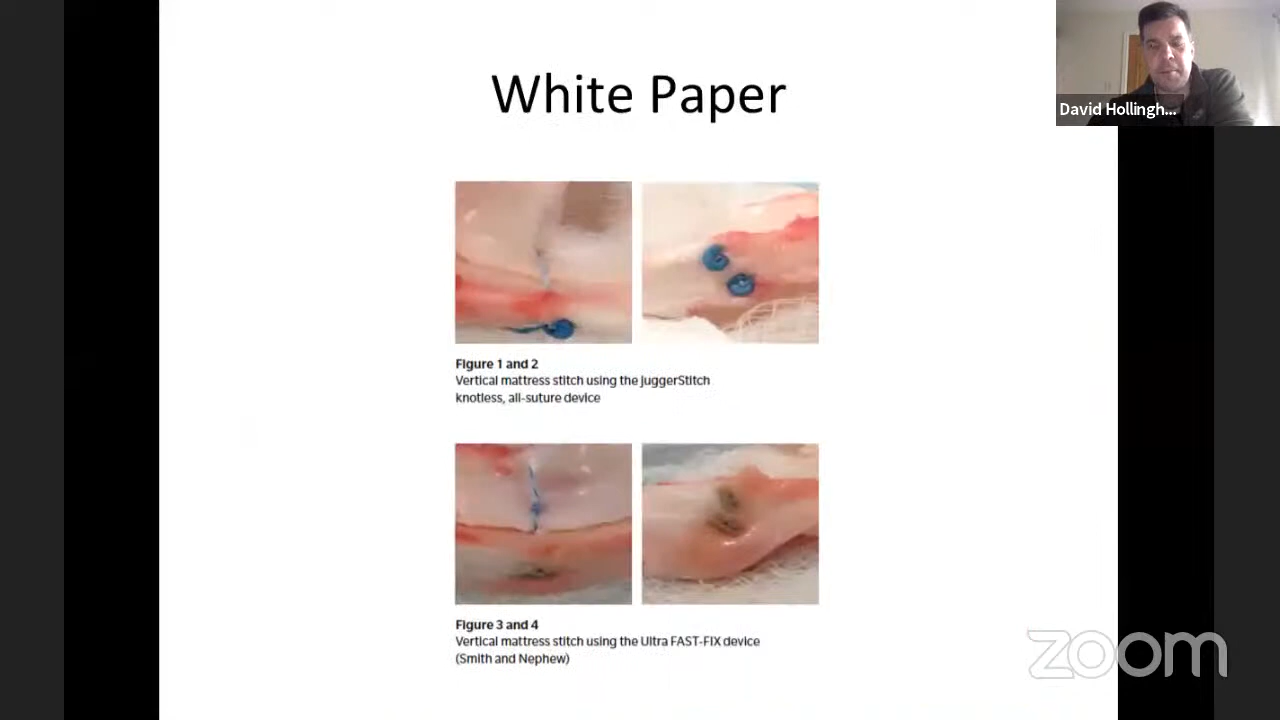 White Paper
David Hollingh...
Figure 1 and 2
Vertical mattress stitch using the JuggerStitch
knotless, all-suture device
Figure 3 and 4
Vertical mattress stitch using the Ultra FAST-FIX device
(Smith and Nephew)
zoom